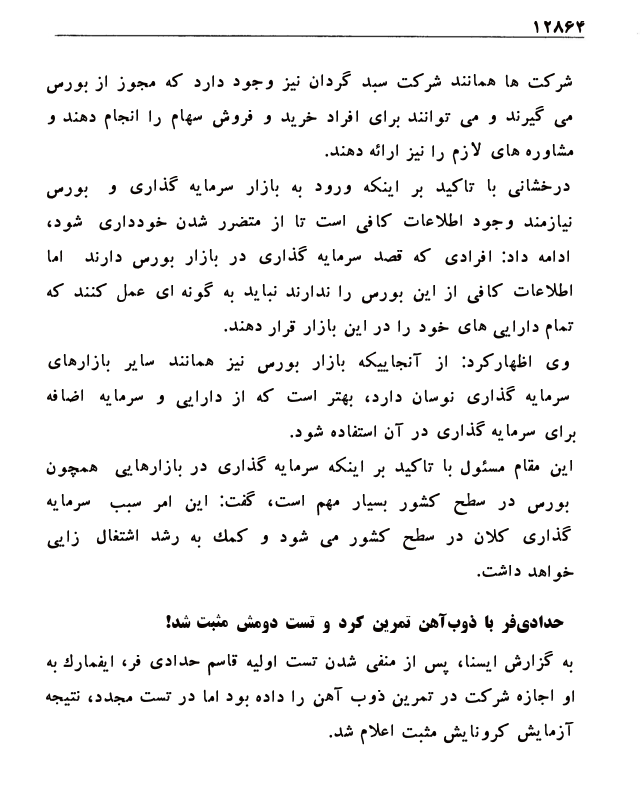 ۱۲۸۶۴
شرکت ها همانند شرکت سبد گردان نیز وجود دارد که مجوز از بورس
می گیرند و می توانند برای افراد خرید و فروش سهام را انجام دهند و
مشاوره های لازم را نیز ارائه دهند.
درخشانی با تاکید بر اینکه ورود به بازار سرمایه گذاری و بورس
نیازمند وجود اطلاعات کافی است تا از متضرر شدن خودداری شود،
ادامه داد: افرادی که قصد سرمایه گذاری در بازار بورس دارند اما
اطلاعات کافی از این بورس را ندارند نباید به گونه ای عمل کنند که
تمام دارایی های خود را در این بازار قرار دهند.
وی اظهارکرد: از آنجاییکه بازار بورس نیز همانند سایر بازارهای
سرمایه گذاری نوسان دارد، بهتر است که از دارایی و سرمایه اضافه
برای سرمایه گذاری در آن استفاده شود.
این مقام مسئول با تاکید بر اینکه سرمایه گذاری در بازارهایی همچون
بورس در سطح کشور بسیار مهم است، گفت: این امر سبب سرمایه
گذاری کلان در سطح کشور می شود و کمك به رشد اشتغال زایی
خواهد داشت.
حدادی‌فر با ذوب‌آهن تمرین کرد و تست دومش مثبت شد!
به گزارش ایسنا، پس از منفی شدن تست اولیه قاسم حدادی فر، ایفمارك به
او اجازه شرکت در تمرین ذوب آهن را داده بود اما در تست مجدد، نتیجه
آزمایش کرونایش مثبت اعلام شد.